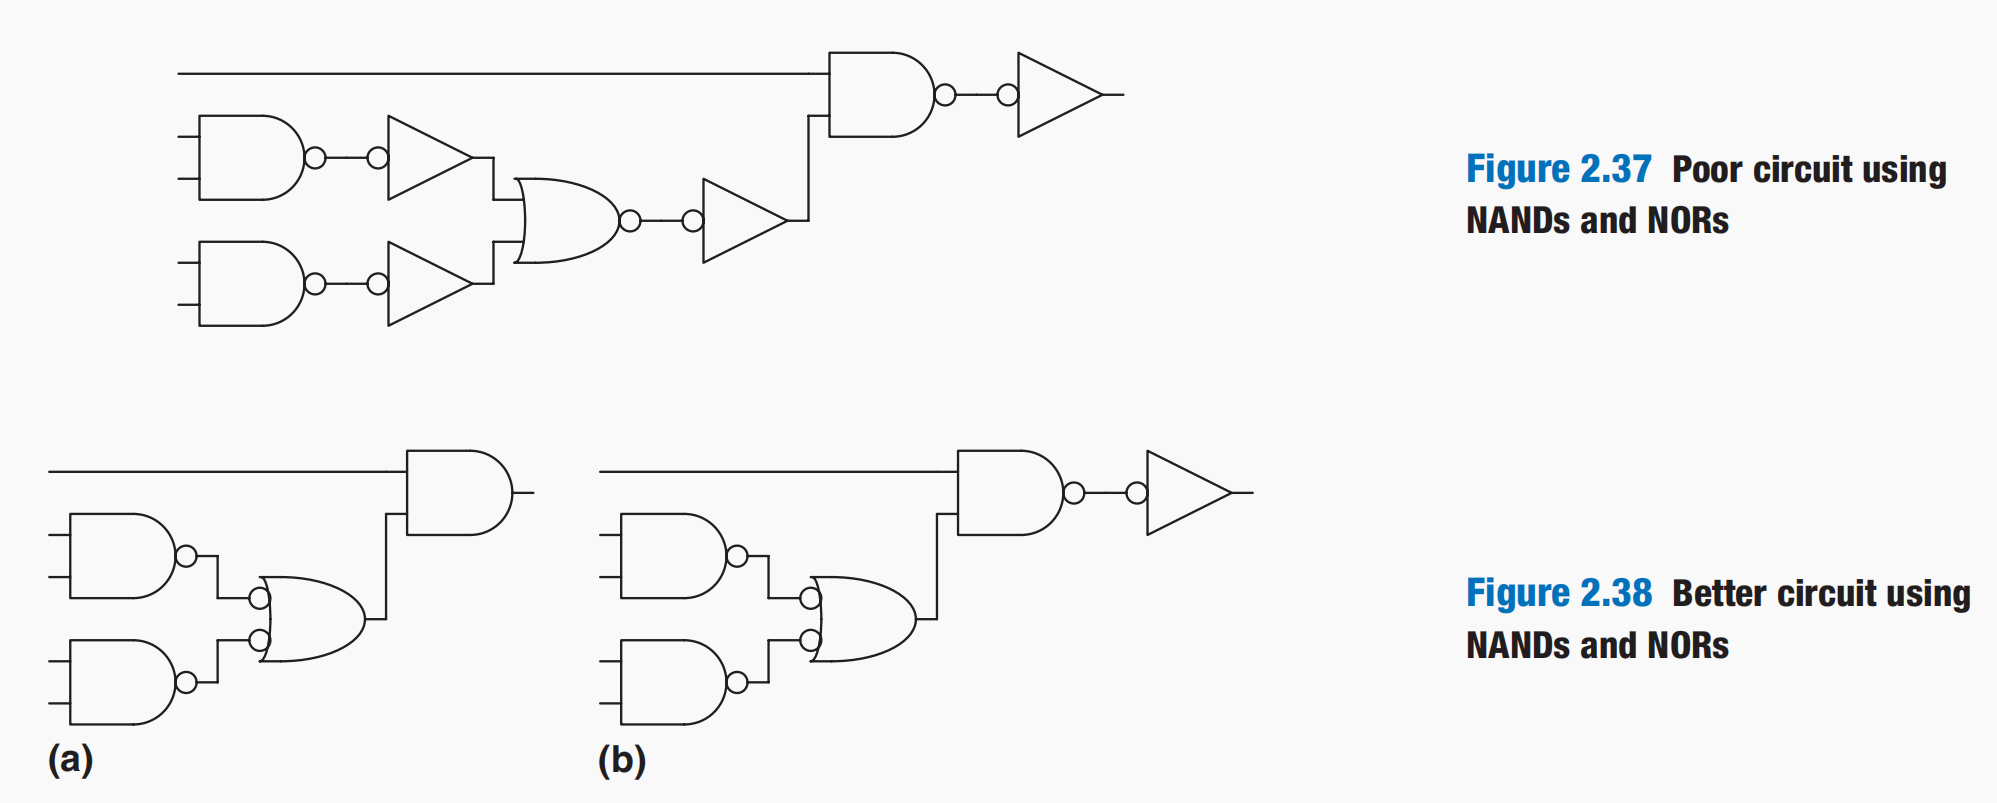 Figure 2.37 Poor circuit using
NANDs and NORs
Figure 2.38 Better circuit using
NANDs and NORs
(a)
(b)